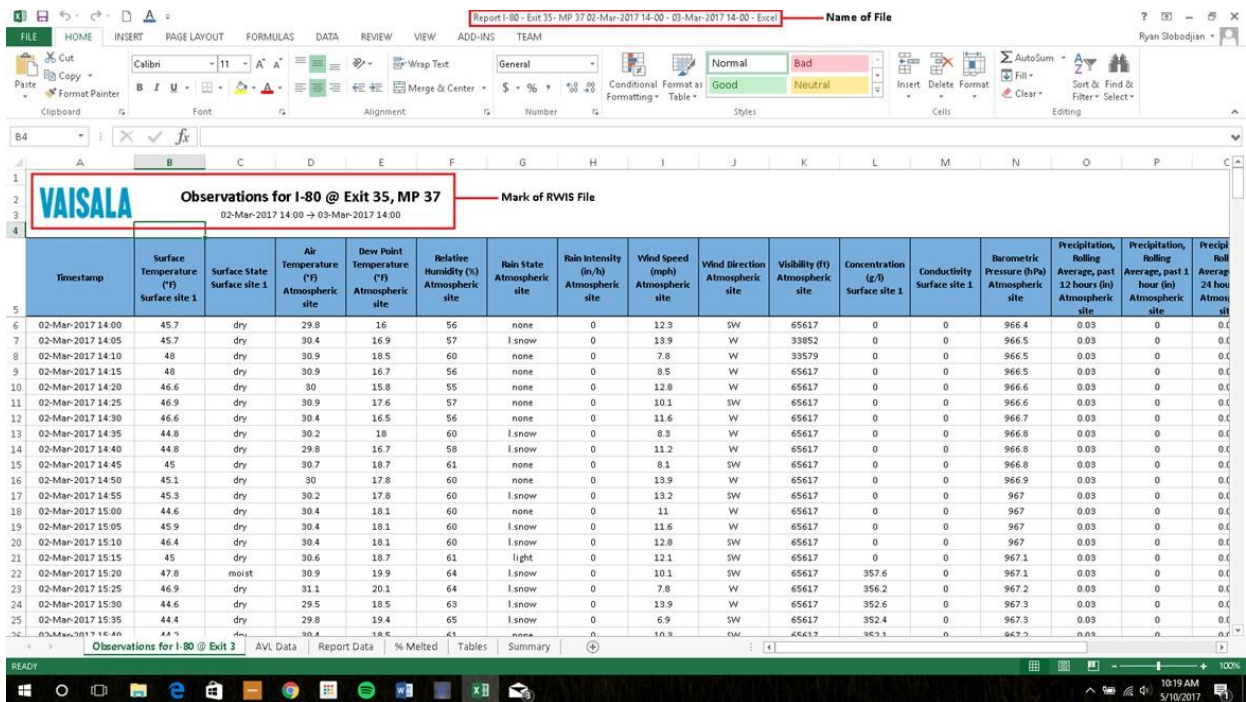 Report I-80 - Exit 35- MP 37 02-Mar-2017 14-00 - 03-Mar-2017 14-00 - Excel Name of File
FILE HOME INSERT PAGE LAYOUT FORMULAS DATA REVIEW VIEW ADD-INS TEAM Ryan Slobodjian
Paste Cut Copy Format Painter
Calibri 11 Wrap Text General
B I U Merge & Center $ % Conditional Formatting Format as Table
Normal Bad Good Neutral
Insert Delete Format AutoSum Fill Clear Sort & Filter Find & Select
Clipboard Font Alignment Number Styles Cells Editing
B4 fx
A B C D E F G H I J K L M N O P
VAISALA Observations for I-80 @ Exit 35, MP 37 Mark of RWIS File
02-Mar-2017 14:00 → 03-Mar-2017 14:00
Timestamp Surface Temperature (°F) Surface site 1 Surface State Surface site 1 Air Temperature (°F) Atmospheric site Dew Point Temperature (°F) Atmospheric site Relative Humidity (%) Atmospheric site Rain State Atmospheric site Rain Intensity (in/h) Atmospheric site Wind Speed (mph) Atmospheric site Wind Direction Atmospheric site Visibility (ft) Atmospheric site Concentration (g/l) Surface site 1 Conductivity Surface site 1 Barometric Pressure (hPa) Atmospheric site Precipitation, Rolling Average, past 12 hours (in) Atmospheric site Precipitation, Rolling Average, past 1 hour (in) Atmospheric site
6 02-Mar-2017 14:00 45.7 dry 29.8 16 56 none 0 12.3 SW 65617 0 0 966.4 0.03 0
7 02-Mar-2017 14:05 45.7 dry 30.4 16.9 57 l.snow 0 13.9 W 33852 0 0 966.5 0.03 0
8 02-Mar-2017 14:10 48 dry 30.9 18.5 60 none 0 7.8 W 33579 0 0 966.5 0.03 0
9 02-Mar-2017 14:15 48 dry 30.9 16.7 56 none 0 8.5 W 65617 0 0 966.5 0.03 0
10 02-Mar-2017 14:20 46.6 dry 30 15.8 55 none 0 12.8 W 65617 0 0 966.6 0.03 0
11 02-Mar-2017 14:25 46.9 dry 30.9 17.6 57 none 0 10.1 SW 65617 0 0 966.6 0.03 0
12 02-Mar-2017 14:30 46.6 dry 30.4 16.5 56 none 0 11.6 W 65617 0 0 966.7 0.03 0
13 02-Mar-2017 14:35 44.8 dry 30.2 18 60 l.snow 0 8.3 W 65617 0 0 966.8 0.03 0
14 02-Mar-2017 14:40 44.8 dry 29.8 16.7 58 l.snow 0 11.2 W 65617 0 0 966.8 0.03 0
15 02-Mar-2017 14:45 45 dry 30.7 18.7 61 none 0 8.1 SW 65617 0 0 966.8 0.03 0
16 02-Mar-2017 14:50 45.1 dry 30 17.8 60 none 0 13.9 W 65617 0 0 966.9 0.03 0
17 02-Mar-2017 14:55 45.3 dry 30.2 17.8 60 l.snow 0 13.2 SW 65617 0 0 967 0.03 0
18 02-Mar-2017 15:00 44.6 dry 30.4 18.1 60 none 0 11 W 65617 0 0 967 0.03 0
19 02-Mar-2017 15:05 45.9 dry 30.4 18.1 60 l.snow 0 11.6 W 65617 0 0 967 0.03 0
20 02-Mar-2017 15:10 46.4 dry 30.4 18.1 60 l.snow 0 12.8 SW 65617 0 0 967 0.03 0
21 02-Mar-2017 15:15 45 dry 30.6 18.7 61 light 0 12.1 SW 65617 0 0 967.1 0.03 0
22 02-Mar-2017 15:20 47.8 moist 30.9 19.9 64 l.snow 0 10.1 SW 65617 357.6 0 967.1 0.03 0
23 02-Mar-2017 15:25 46.9 dry 31.1 20.1 64 l.snow 0 7.8 W 65617 356.2 0 967.2 0.03 0
24 02-Mar-2017 15:30 44.6 dry 29.5 18.5 63 l.snow 0 13.9 W 65617 352.6 0 967.3 0.03 0
25 02-Mar-2017 15:35 44.4 dry 29.8 19.4 65 l.snow 0 6.9 SW 65617 352.4 0 967.3 0.03 0
Observations for I-80 @ Exit 3 AVL Data Report Data % Melted Tables Summary
READY 100%
10:19 AM
5/10/2017